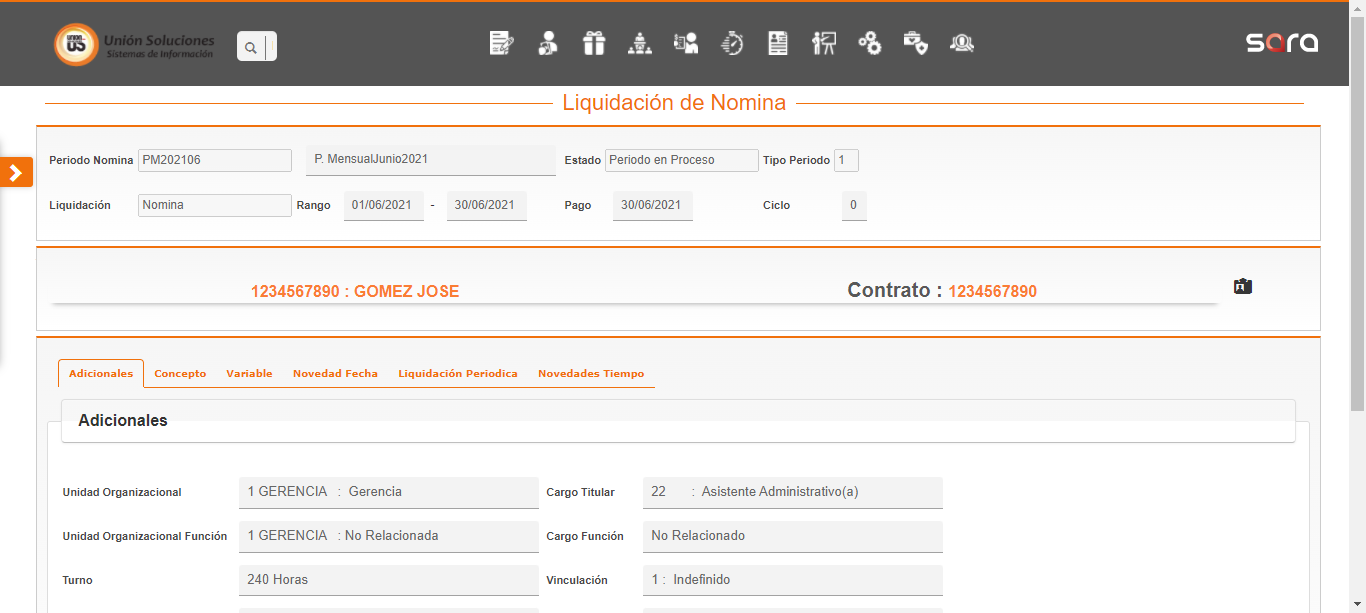 union...
US
Unión Soluciones
Sistemas de Información
sara
Liquidación de Nomina
Periodo Nomina PM202106 P. MensualJunio2021 Estado Periodo en Proceso Tipo Periodo 1
Liquidación Nomina Rango 01/06/2021 - 30/06/2021 Pago 30/06/2021 Ciclo 0
1234567890 : GOMEZ JOSE Contrato : 1234567890
Adicionales Concepto Variable Novedad Fecha Liquidación Periodica Novedades Tiempo
Adicionales
Unidad Organizacional 1 GERENCIA : Gerencia Cargo Titular 22 : Asistente Administrativo(a)
Unidad Organizacional Función 1 GERENCIA : No Relacionada Cargo Función No Relacionado
Turno 240 Horas Vinculación 1 : Indefinido